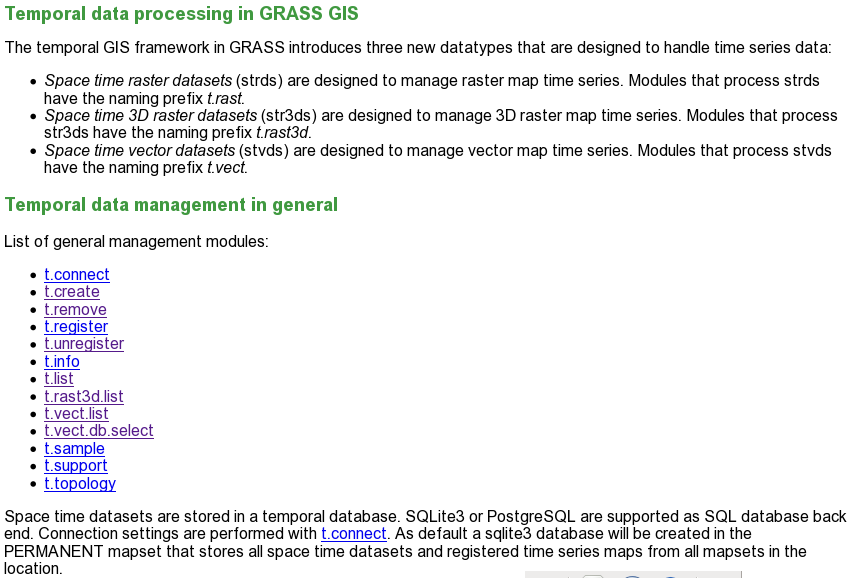 Temporal data processing in GRASS GIS
The temporal GIS framework in GRASS introduces three new datatypes that are designed to handle time series data:
• Space time raster datasets (strds) are designed to manage raster map time series. Modules that process strds
have the naming prefix t.rast.
• Space time 3D raster datasets (str3ds) are designed to manage 3D raster map time series. Modules that process
str3ds have the naming prefix t.rast3d.
• Space time vector datasets (stvds) are designed to manage vector map time series. Modules that process stvds
have the naming prefix t.vect.
Temporal data management in general
List of general management modules:
• t.connect
• t.create
• t.remove
• t.register
• t.unregister
• t.info
• t.list
• t.rast3d.list
• t.vect.list
• t.vect.db.select
• t.sample
• t.support
• t.topology
Space time datasets are stored in a temporal database. SQLite3 or PostgreSQL are supported as SQL database back
end. Connection settings are performed with t.connect. As default a sqlite3 database will be created in the
PERMANENT mapset that stores all space time datasets and registered time series maps from all mapsets in the
location.